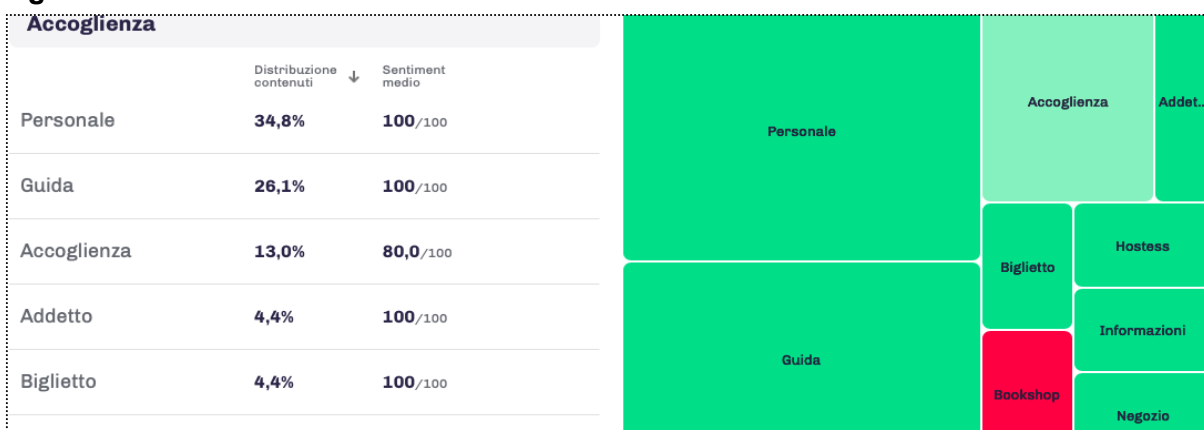 Accoglienza
Distribuzione contenuti ↓ Sentiment medio
Personale 34,8% 100/100
Guida 26,1% 100/100
Accoglienza 13,0% 80,0/100
Addetto 4,4% 100/100
Biglietto 4,4% 100/100
Personale
Accoglienza
Addet...
Guida
Biglietto
Hostess
Informazioni
Bookshop
Negozio